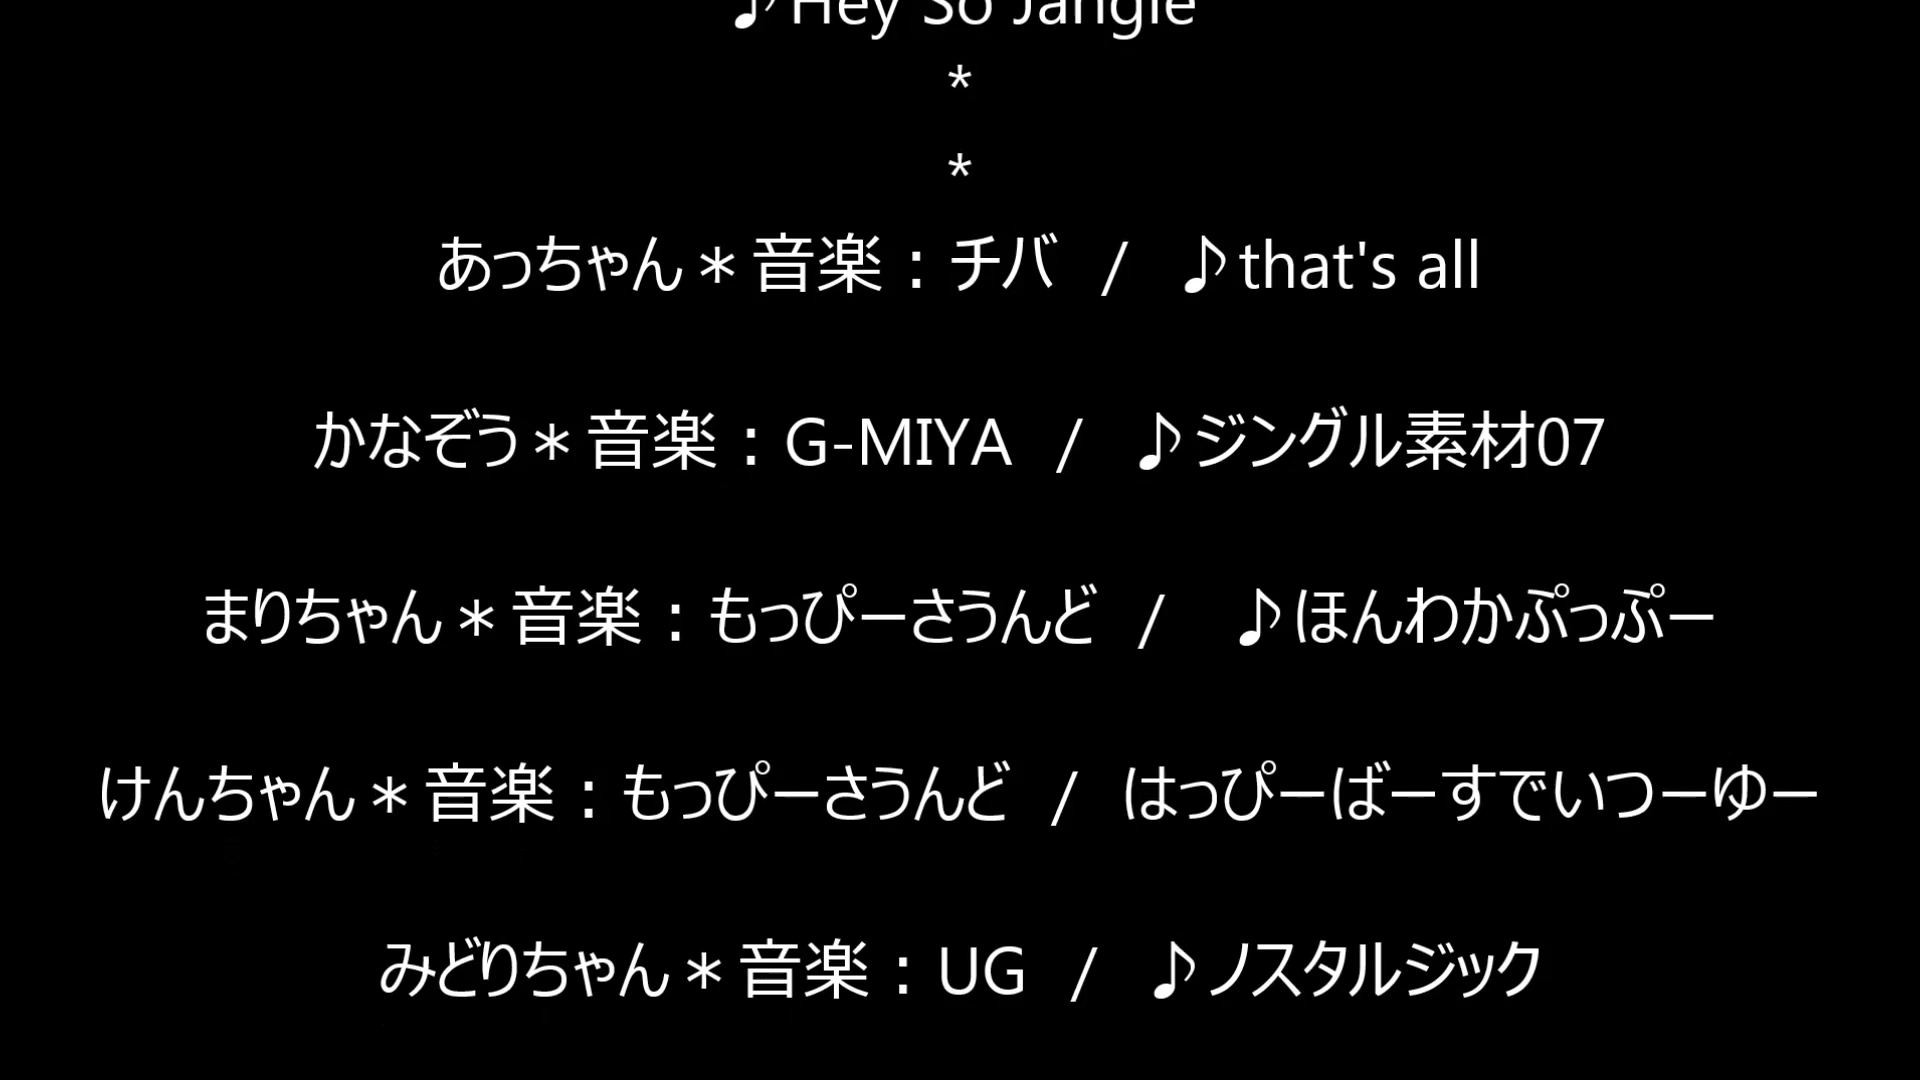 ♪Hey So Jangle
*
*
あっちゃん＊音楽：チバ　/　♪that's all
かなぞう＊音楽：G-MIYA　/　♪ジングル素材07
まりちゃん＊音楽：もっぴーさうんど　/　♪ほんわかぷっぷー
けんちゃん＊音楽：もっぴーさうんど　/　はっぴーばーすでいつーゆー
みどりちゃん＊音楽：UG　/　♪ノスタルジック